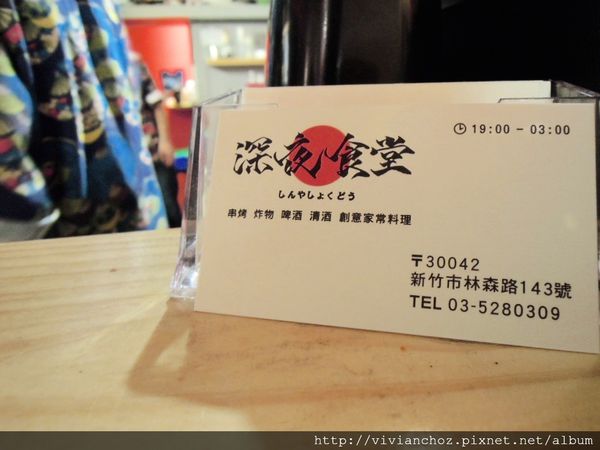 19:00 - 03:00
深夜食堂
しんやしょくどう
串烤 炸物 啤酒 清酒 創意家常料理
〒30042
新竹市林森路143號
TEL 03-5280309
http://vivianchoz.pixnet.net/album